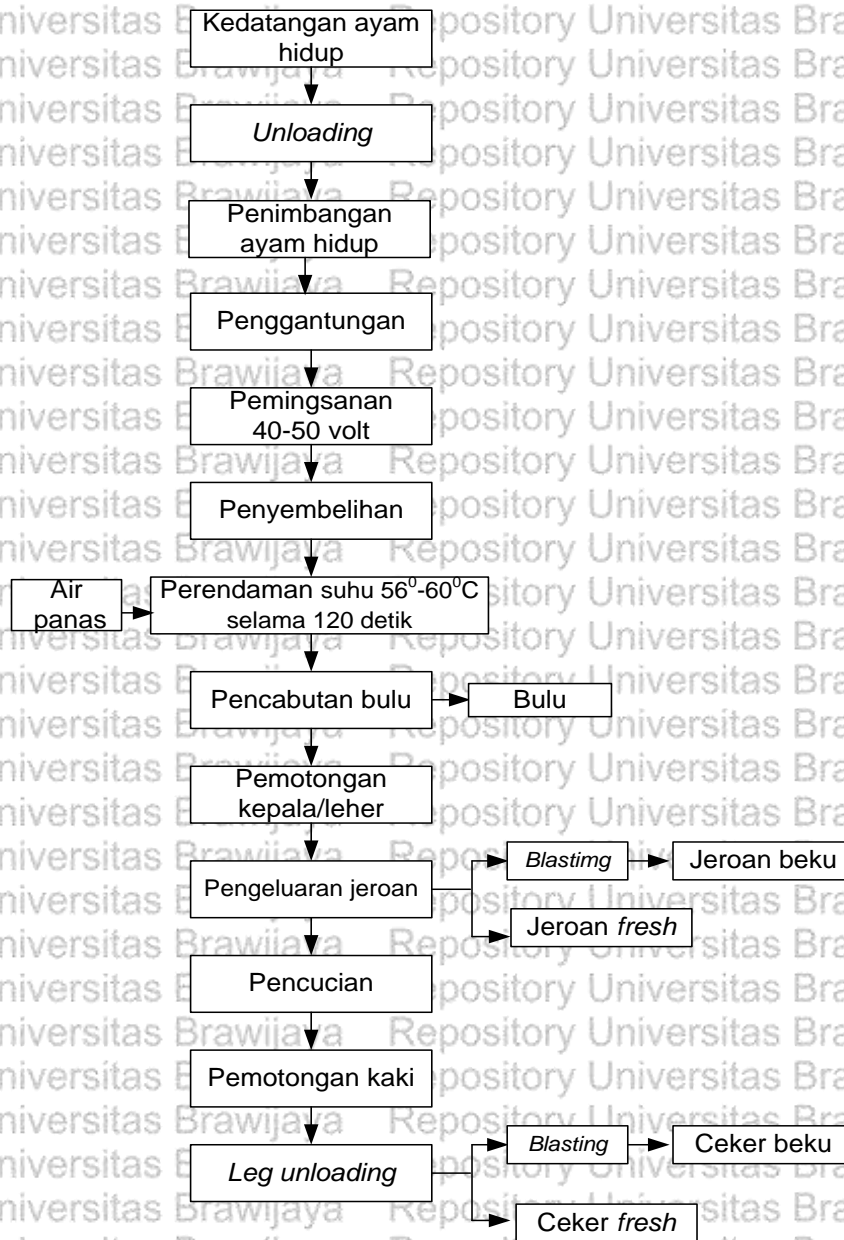 Kedatangan ayam
hidup
Unloading
Penimbangan
ayam hidup
Penggantungan
Pemingsanan
40-50 volt
Penyembelihan
Air
panas
Perendaman suhu 56⁰-60⁰C
selama 120 detik
Pencabutan bulu
Bulu
Pemotongan
kepala/leher
Pengeluaran jeroan
Blastimg
Jeroan beku
Jeroan fresh
Pencucian
Pemotongan kaki
Leg unloading
Blasting
Ceker beku
Ceker fresh